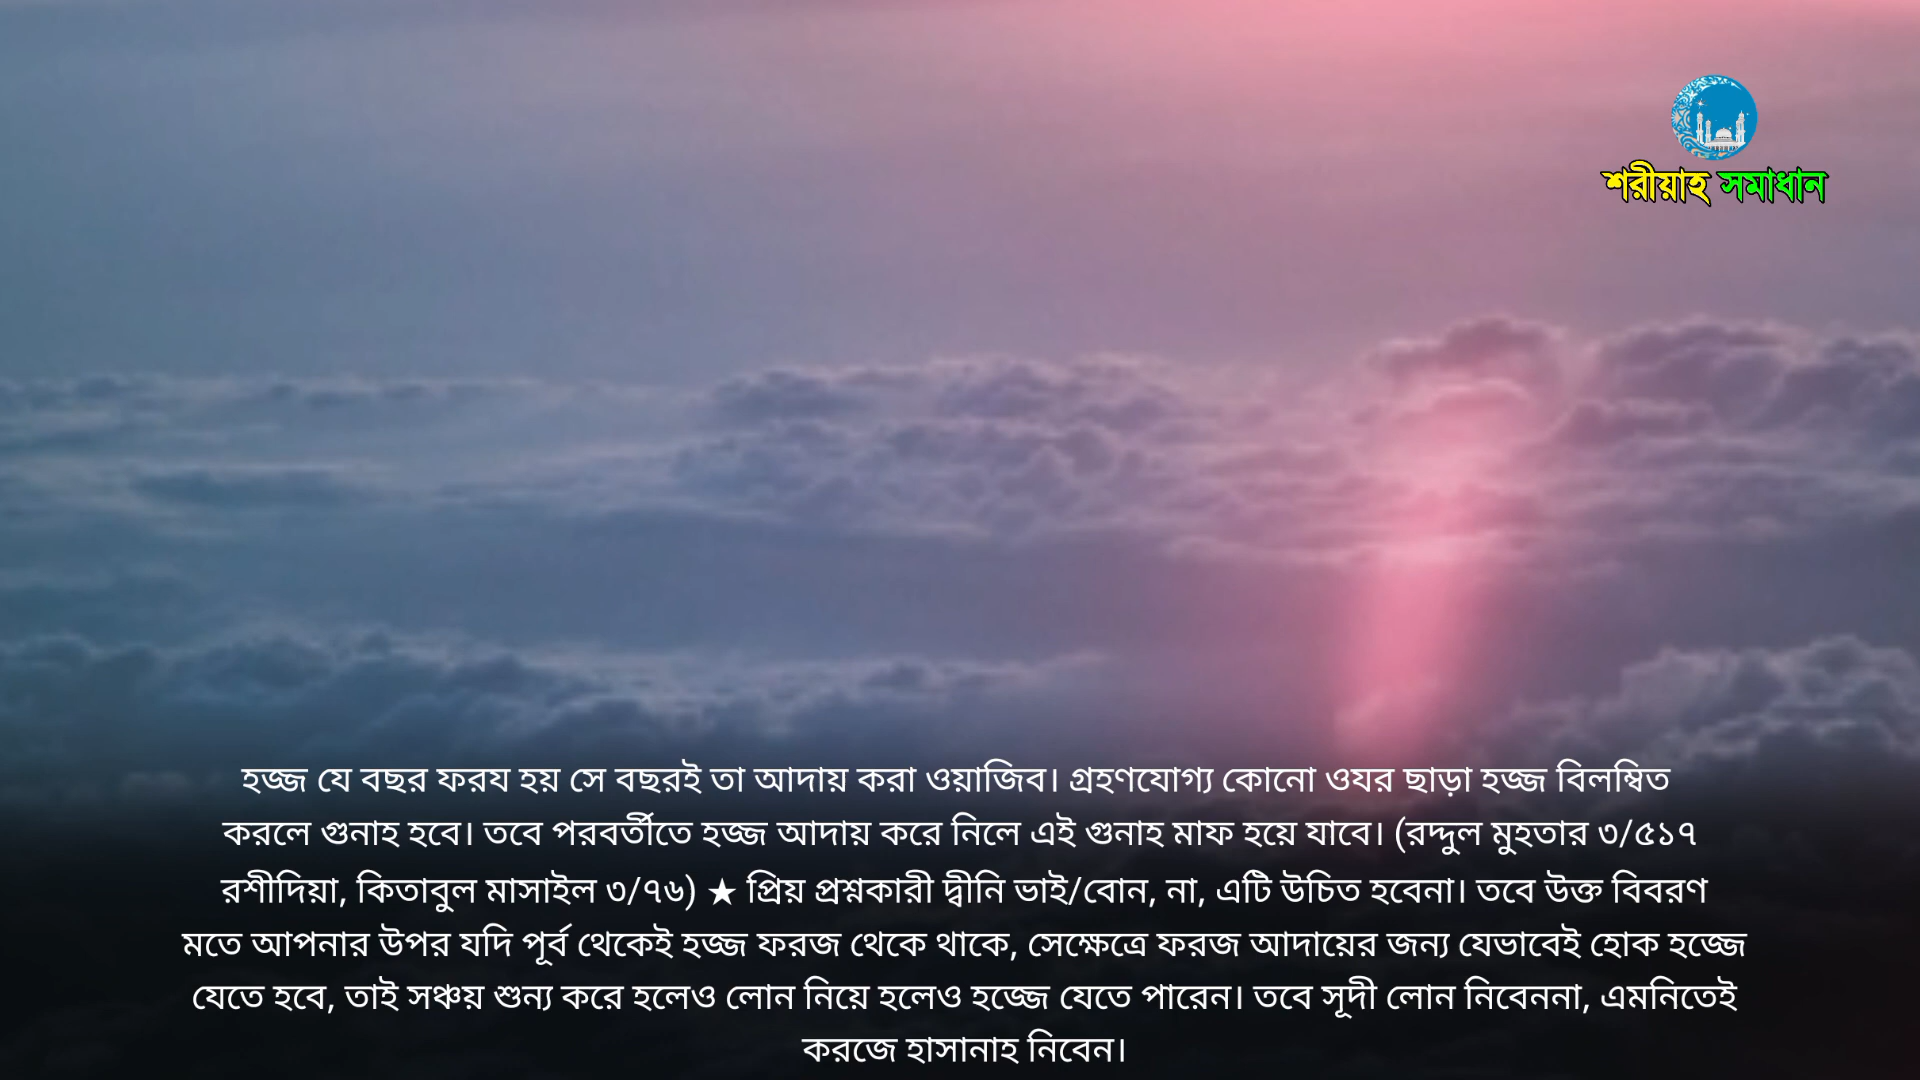 শরীয়াহ সমাধান
হজ্জ যে বছর ফরয হয় সে বছরই তা আদায় করা ওয়াজিব। গ্রহণযোগ্য কোনো ওযর ছাড়া হজ্জ বিলম্বিত
করলে গুনাহ হবে। তবে পরবর্তীতে হজ্জ আদায় করে নিলে এই গুনাহ মাফ হয়ে যাবে। (রদ্দুল মুহতার ৩/৫১৭
রশীদিয়া, কিতাবুল মাসাইল ৩/৭৬) ★ প্রিয় প্রশ্নকারী দ্বীনি ভাই/বোন, না, এটি উচিত হবেনা। তবে উক্ত বিবরণ
মতে আপনার উপর যদি পূর্ব থেকেই হজ্জ ফরজ থেকে থাকে, সেক্ষেত্রে ফরজ আদায়ের জন্য যেভাবেই হোক হজ্জে
যেতে হবে, তাই সঞ্চয় শুন্য করে হলেও লোন নিয়ে হলেও হজ্জে যেতে পারেন। তবে সূদী লোন নিবেননা, এমনিতেই
করজে হাসানাহ নিবেন।